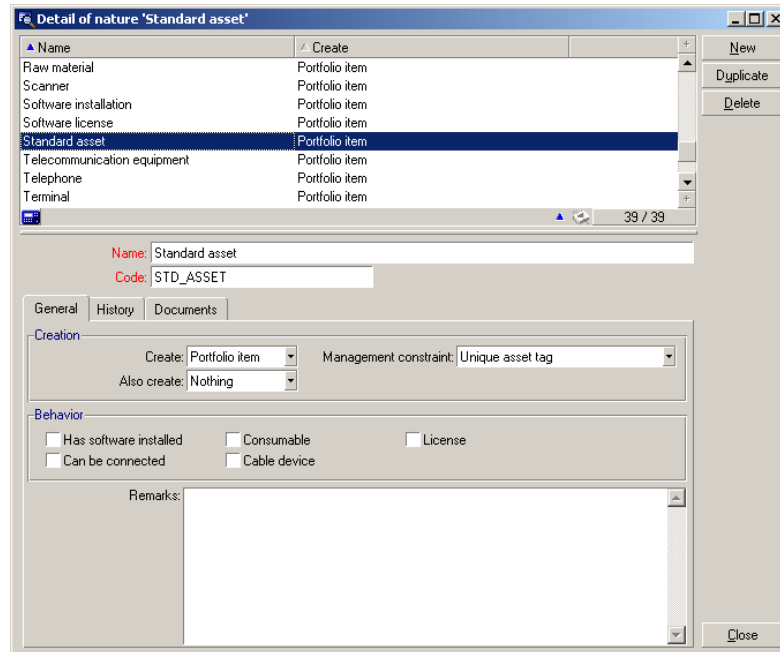 Detail of nature 'Standard asset'
Name Create
Raw material Portfolio item
Scanner Portfolio item
Software installation Portfolio item
Software license Portfolio item
Standard asset Portfolio item
Telecommunication equipment Portfolio item
Telephone Portfolio item
Terminal Portfolio item
39 / 39
New
Duplicate
Delete
Name: Standard asset
Code: STD_ASSET
General History Documents
Creation
Create: Portfolio item Management constraint: Unique asset tag
Also create: Nothing
Behavior
Has software installed Consumable License
Can be connected Cable device
Remarks:
Close